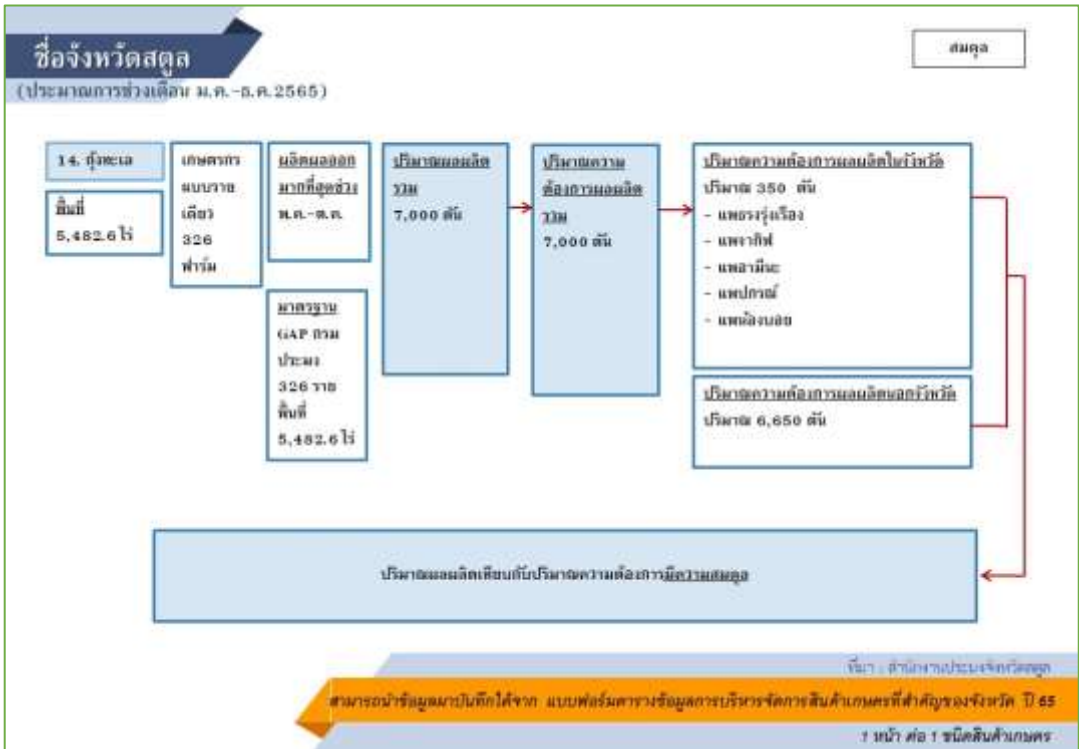 ชื่อจังหวัดสตูล
สมดุล
(ประมาณการช่วงเดือน ม.ค.-ธ.ค.2565)
14. กุ้งทะเล
พื้นที่
5,482.6 ไร่
เกษตรกร
แบบราย
เดียว
326
ฟาร์ม
ผลิตผลออก
มากที่สุดช่วง
พ.ค.-ต.ค.
มาตรฐาน
GAP กรม
ประมง
326 ราย
พื้นที่
5,482.6 ไร่
ปริมาณผลผลิต
รวม
7,000 ตัน
ปริมาณความ
ต้องการผลผลิต
รวม
7,000 ตัน
ปริมาณความต้องการผลผลิตในจังหวัด
ปริมาณ 350 ตัน
- แพธรงรุ่งเรือง
- แพจากิฟ
- แพอามีนะ
- แพปกรณ์
- แพน้องบอย
ปริมาณความต้องการผลผลิตนอกจังหวัด
ปริมาณ 6,650 ตัน
ปริมาณผลผลิตเทียบกับปริมาณความต้องการมีความสมดุล
ที่มา : สำนักงานประมงจังหวัดสตูล
สามารถนำข้อมูลมาบันทึกได้จาก แบบฟอร์มตารางข้อมูลการบริหารจัดการสินค้าเกษตรที่สำคัญของจังหวัด ปี 65
1 หน้า ต่อ 1 ชนิดสินค้าเกษตร